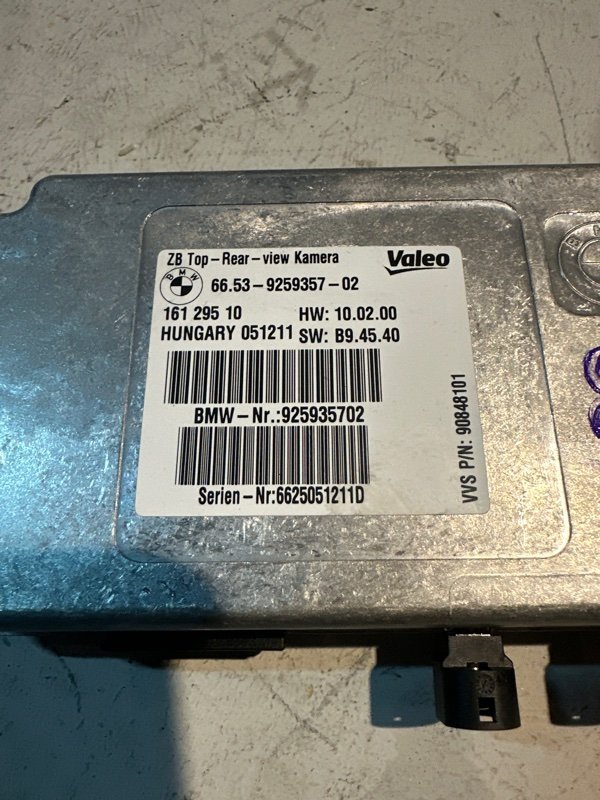 ZB Top-Rear-view Kamera
Valeo
BMW
66.53-9259357-02
161 295 10
HW: 10.02.00
HUNGARY 051211
SW: B9.45.40
BMW-Nr.:925935702
Serien-Nr:6625051211D
VVS P/N: 90848101